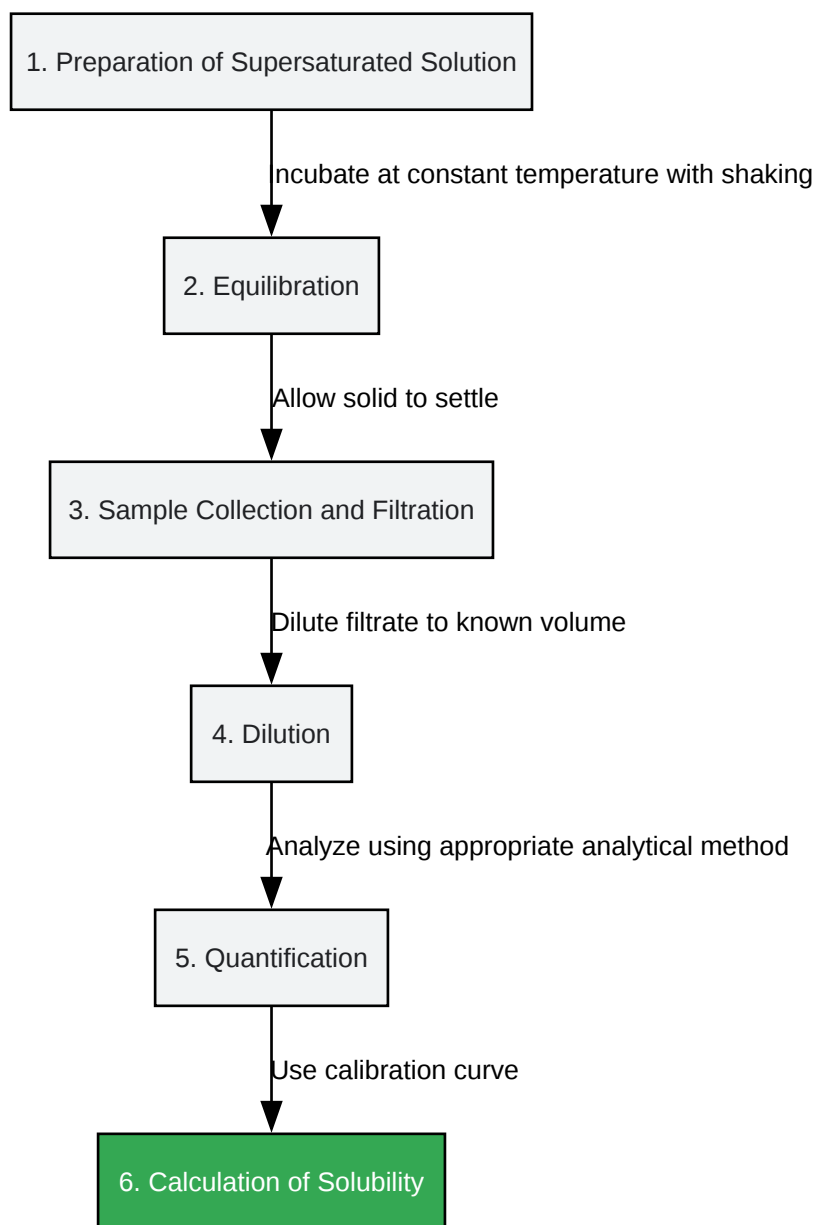 1. Preparation of Supersaturated Solution
Incubate at constant temperature with shaking
2. Equilibration
Allow solid to settle
3. Sample Collection and Filtration
Dilute filtrate to known volume
4. Dilution
Analyze using appropriate analytical method
5. Quantification
Use calibration curve
6. Calculation of Solubility